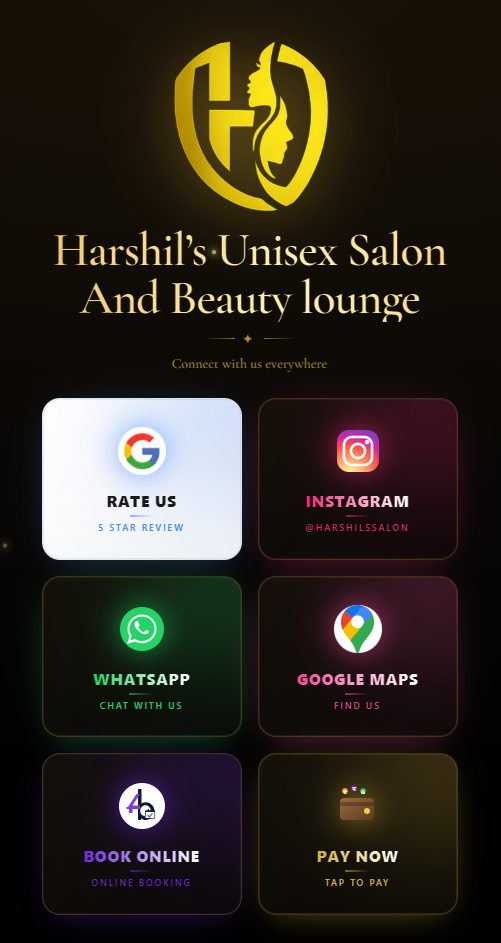 Harshil's Unisex Salon
And Beauty lounge
Connect with us everywhere
RATE US
5 STAR REVIEW
INSTAGRAM
@HARSHILSSALON
WHATSAPP
CHAT WITH US
GOOGLE MAPS
FIND US
BOOK ONLINE
ONLINE BOOKING
PAY NOW
TAP TO PAY